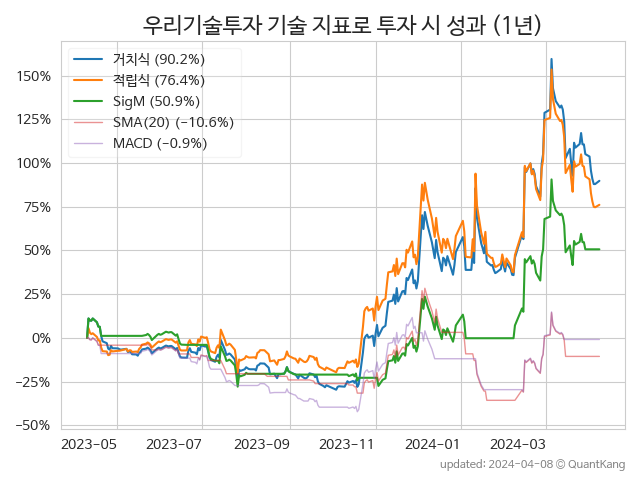 우리기술투자 기술 지표로 투자 시 성과 (1년)
거치식 (90.2%)
적립식 (76.4%)
SigM (50.9%)
SMA(20) (−10.6%)
MACD (−0.9%)
150%
125%
100%
75%
50%
25%
0%
−25%
−50%
2023-05 2023-07 2023-09 2023-11 2024-01 2024-03
updated: 2024-04-08 © QuantKang